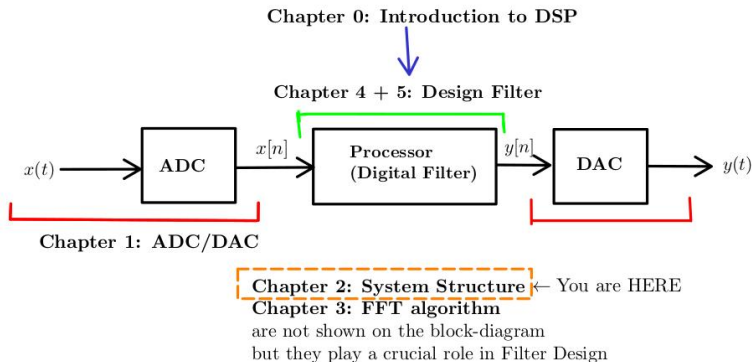 Chapter 0: Introduction to DSP
Chapter 4 + 5: Design Filter
x(t)
ADC
x[n]
Processor
(Digital Filter)
y[n]
DAC
y(t)
Chapter 1: ADC/DAC
Chapter 2: System Structure ← You are HERE
Chapter 3: FFT algorithm
are not shown on the block-diagram
but they play a crucial role in Filter Design